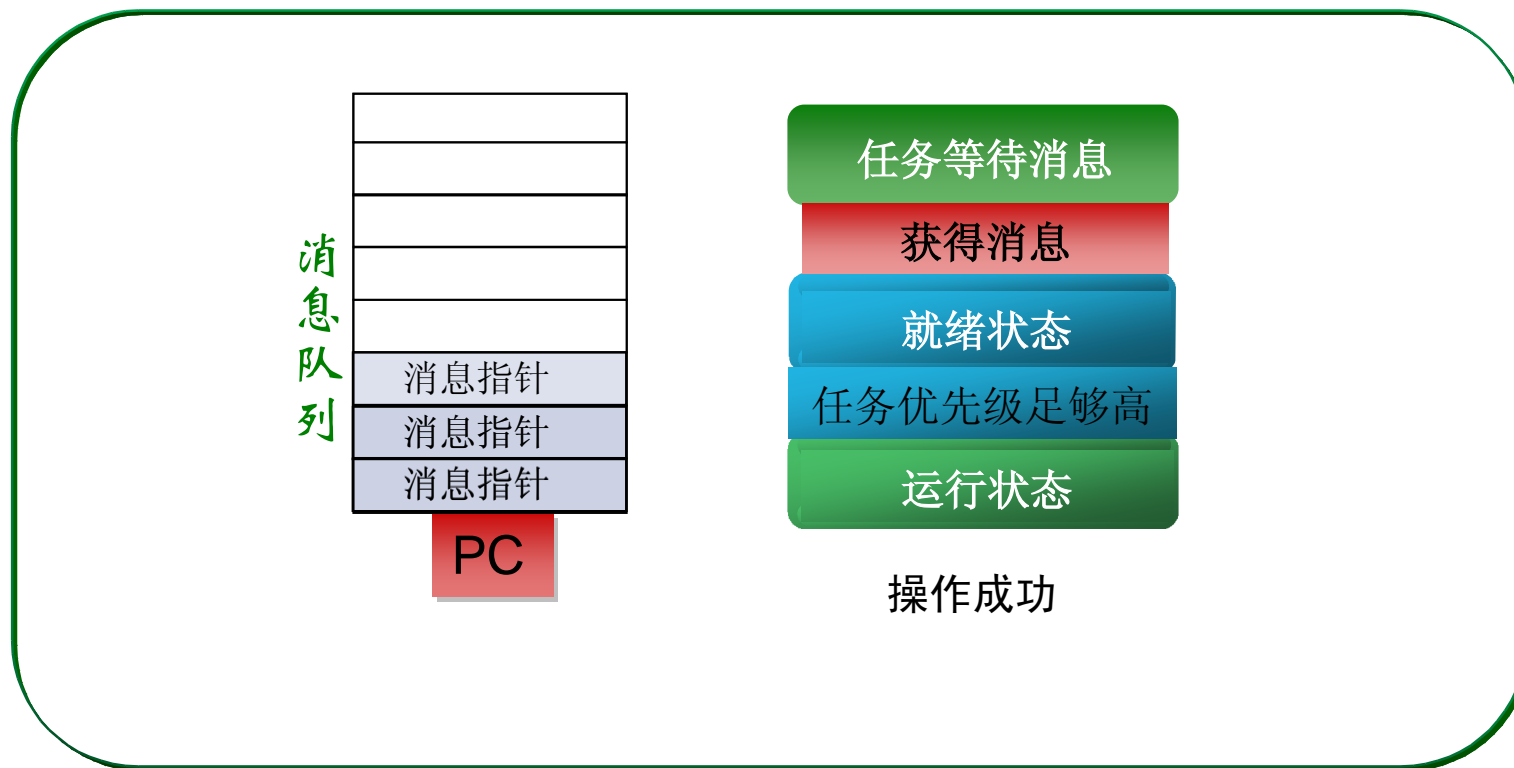 消息队列
消息指针
消息指针
消息指针
PC
任务等待消息
获得消息
就绪状态
任务优先级足够高
运行状态
操作成功